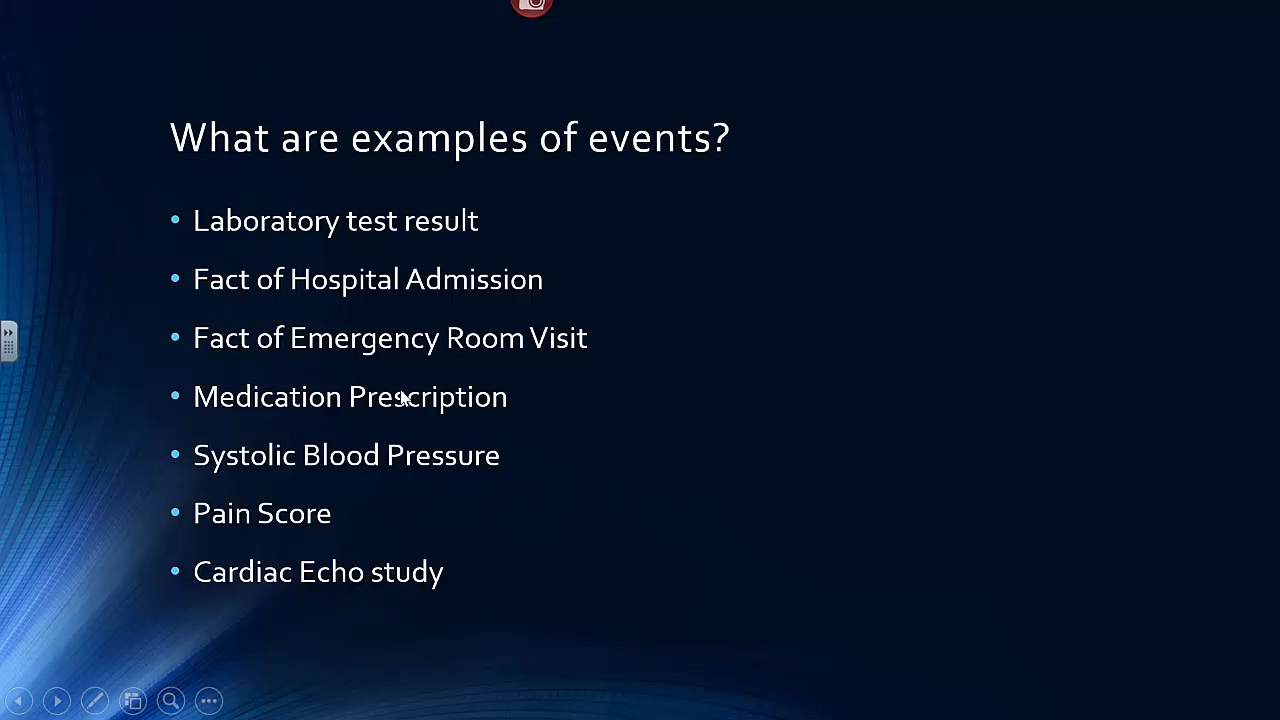 What are examples of events?
Laboratory test result
Fact of Hospital Admission
Fact of Emergency Room Visit
Medication Prescription
Systolic Blood Pressure
Pain Score
Cardiac Echo study